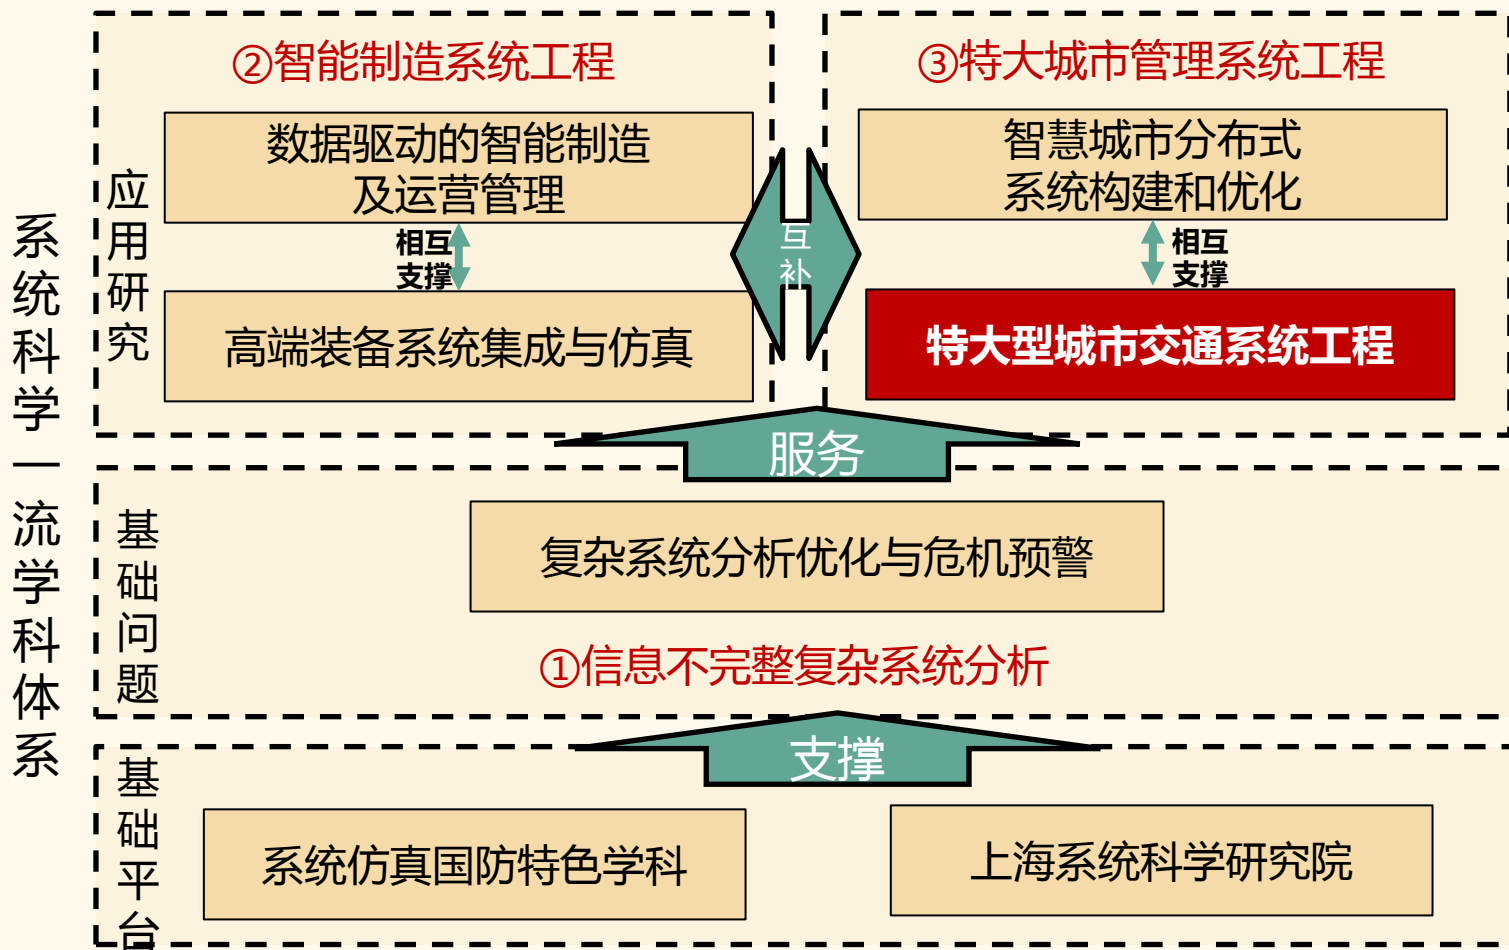 系统科学一流学科体系
应用研究
②智能制造系统工程
数据驱动的智能制造
及运营管理
相互
支撑
高端装备系统集成与仿真
互
补
③特大城市管理系统工程
智慧城市分布式
系统构建和优化
相互
支撑
特大型城市交通系统工程
服务
基础问题
复杂系统分析优化与危机预警
①信息不完整复杂系统分析
支撑
基础平台
系统仿真国防特色学科
上海系统科学研究院